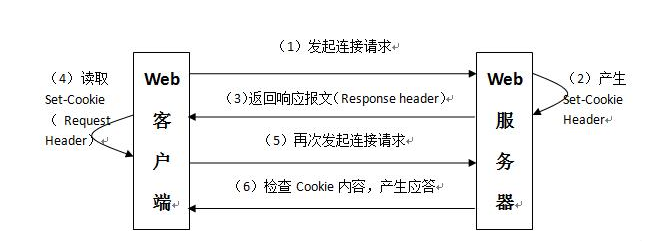 （1）发起连接请求
（4）读取
Set-Cookie
（ Request
Header）
Web
客
户
端
（3）返回响应报文（Response header）
（5）再次发起连接请求
（6）检查 Cookie 内容，产生应答
Web
服
务
器
（2）产生
Set-Cookie
Header